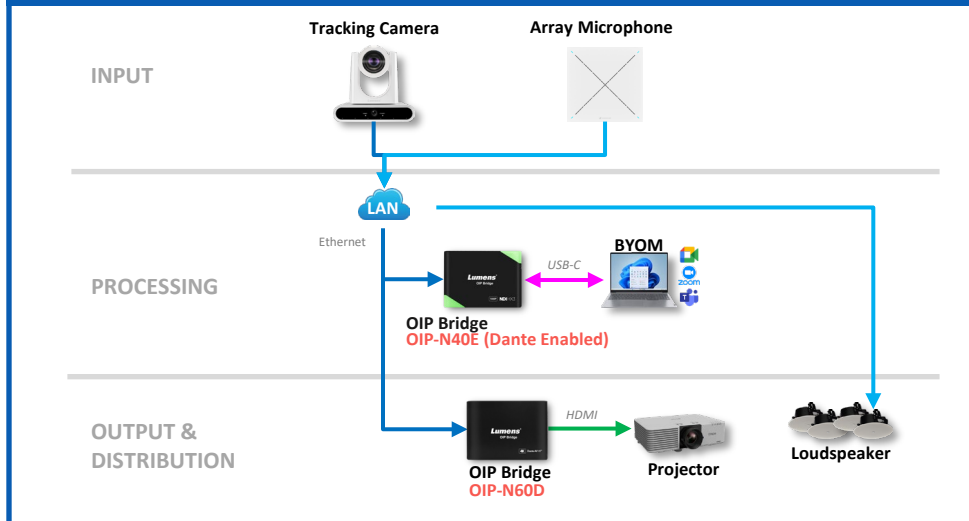 Tracking Camera
Array Microphone
INPUT
LAN
Ethernet
PROCESSING
Lumens
OIP Bridge
NDI
USB-C
BYOM
zoom
OIP Bridge
OIP-N40E (Dante Enabled)
OUTPUT &
DISTRIBUTION
Lumens
OIP Bridge
HDMI
OIP Bridge
OIP-N60D
Projector
Loudspeaker